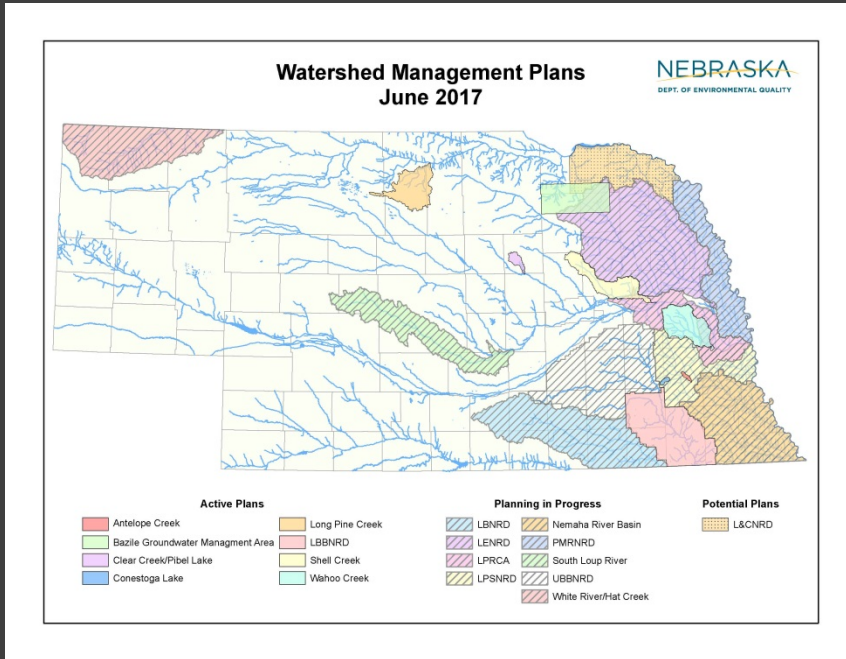 Watershed Management Plans
June 2017
NEBRASKA
DEPT. OF ENVIRONMENTAL QUALITY
Active Plans
Antelope Creek
Bazile Groundwater Managment Area
Clear Creek/Pibel Lake
Conestoga Lake
Long Pine Creek
LBBNRD
Shell Creek
Wahoo Creek
Planning in Progress
LBNRD
LENRD
LPRCA
LPSNRD
Nemaha River Basin
PMRNRD
South Loup River
UBBNRD
White River/Hat Creek
Potential Plans
L&CNRD